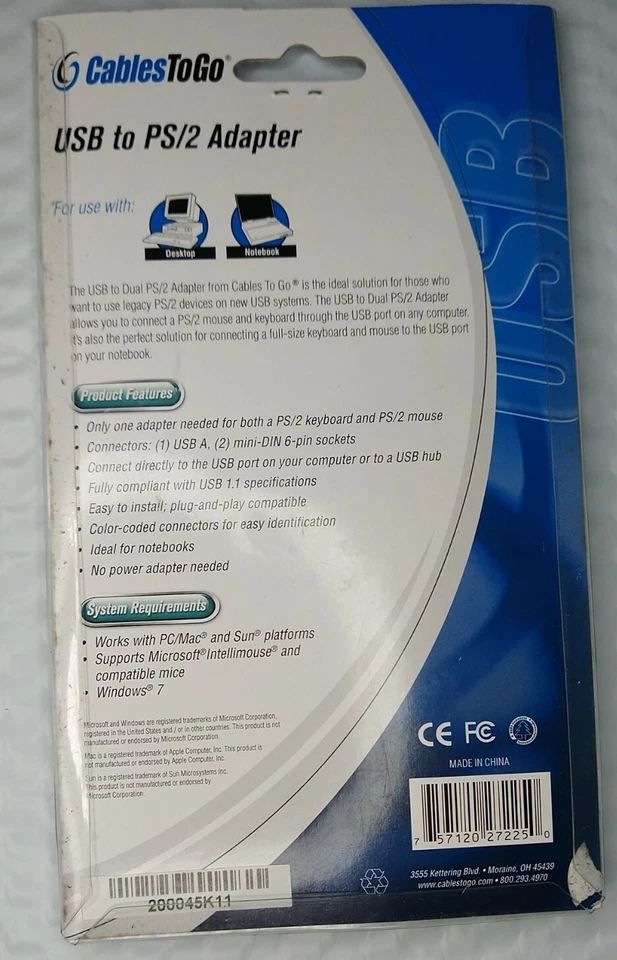 CablesToGo®
USB to PS/2 Adapter
For use with:
Desktop
Notebook
USB
The USB to Dual PS/2 Adapter from Cables To Go® is the ideal solution for those who
want to use legacy PS/2 devices on new USB systems. The USB to Dual PS/2 Adapter
allows you to connect a PS/2 mouse and keyboard through the USB port on any computer.
It's also the perfect solution for connecting a full-size keyboard and mouse to the USB port
on your notebook.
Product Features
• Only one adapter needed for both a PS/2 keyboard and PS/2 mouse
• Connectors: (1) USB A, (2) mini-DIN 6-pin sockets
• Connect directly to the USB port on your computer or to a USB hub
• Fully compliant with USB 1.1 specifications
• Easy to install; plug-and-play compatible
• Color-coded connectors for easy identification
• Ideal for notebooks
• No power adapter needed
System Requirements
• Works with PC/Mac® and Sun® platforms
• Supports Microsoft® Intellimouse® and
compatible mice
• Windows® 7
Microsoft and Windows are registered trademarks of Microsoft Corporation,
registered in the United States and / or in other countries. This product is not
manufactured or endorsed by Microsoft Corporation.
Mac is a registered trademark of Apple Computer, Inc. This product is
not manufactured or endorsed by Apple Computer, Inc.
Sun is a registered trademark of Sun Microsystems Inc.
This product is not manufactured or endorsed by
Microsoft Corporation.
CE FC
MADE IN CHINA
7 57120 27225 0
3555 Kettering Blvd. • Moraine, OH 45439
www.cablestogo.com • 800.293.4970
200045K11